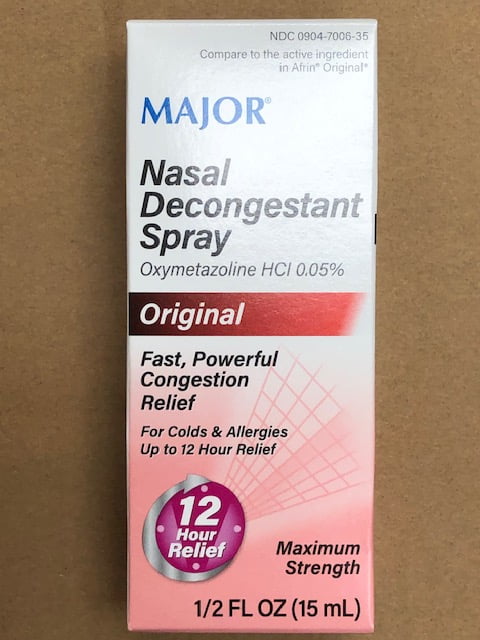 NDC 0904-7006-35
Compare to the active ingredient
in Afrin® Original*
MAJOR®
Nasal
Decongestant
Spray
Oxymetazoline HCl 0.05%
Original
Fast, Powerful
Congestion
Relief
For Colds & Allergies
Up to 12 Hour Relief
12
Hour
Relief
Maximum
Strength
1/2 FL OZ (15 mL)